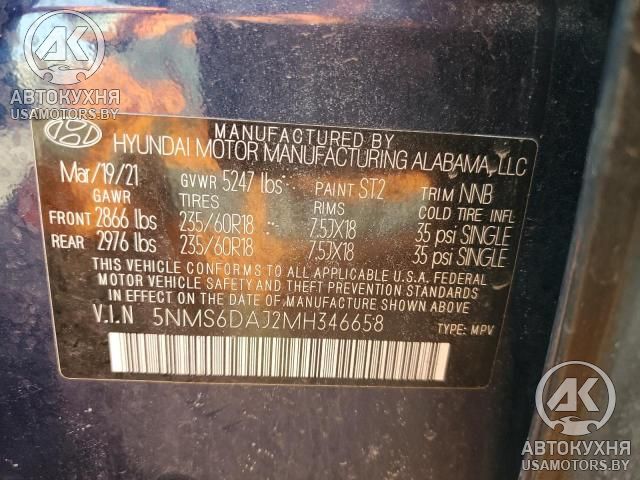 AK
АВТОКУХНЯ
USAMOTORS.BY
MANUFACTURED BY
HYUNDAI MOTOR MANUFACTURING ALABAMA, LLC
Mar/19/21 GVWR 5247 lbs PAINT ST2 TRIM NNB
GAWR TIRES RIMS COLD TIRE INFL
FRONT 2866 lbs 235/60R18 7.5JX18 35 psi SINGLE
REAR 2976 lbs 235/60R18 7.5JX18 35 psi SINGLE
THIS VEHICLE CONFORMS TO ALL APPLICABLE U.S.A. FEDERAL
MOTOR VEHICLE SAFETY AND THEFT PREVENTION STANDARDS
IN EFFECT ON THE DATE OF MANUFACTURE SHOWN ABOVE.
V.I.N 5NMS6DAJ2MH346658 TYPE: MPV
AK
АВТОКУХНЯ
USAMOTORS.BY